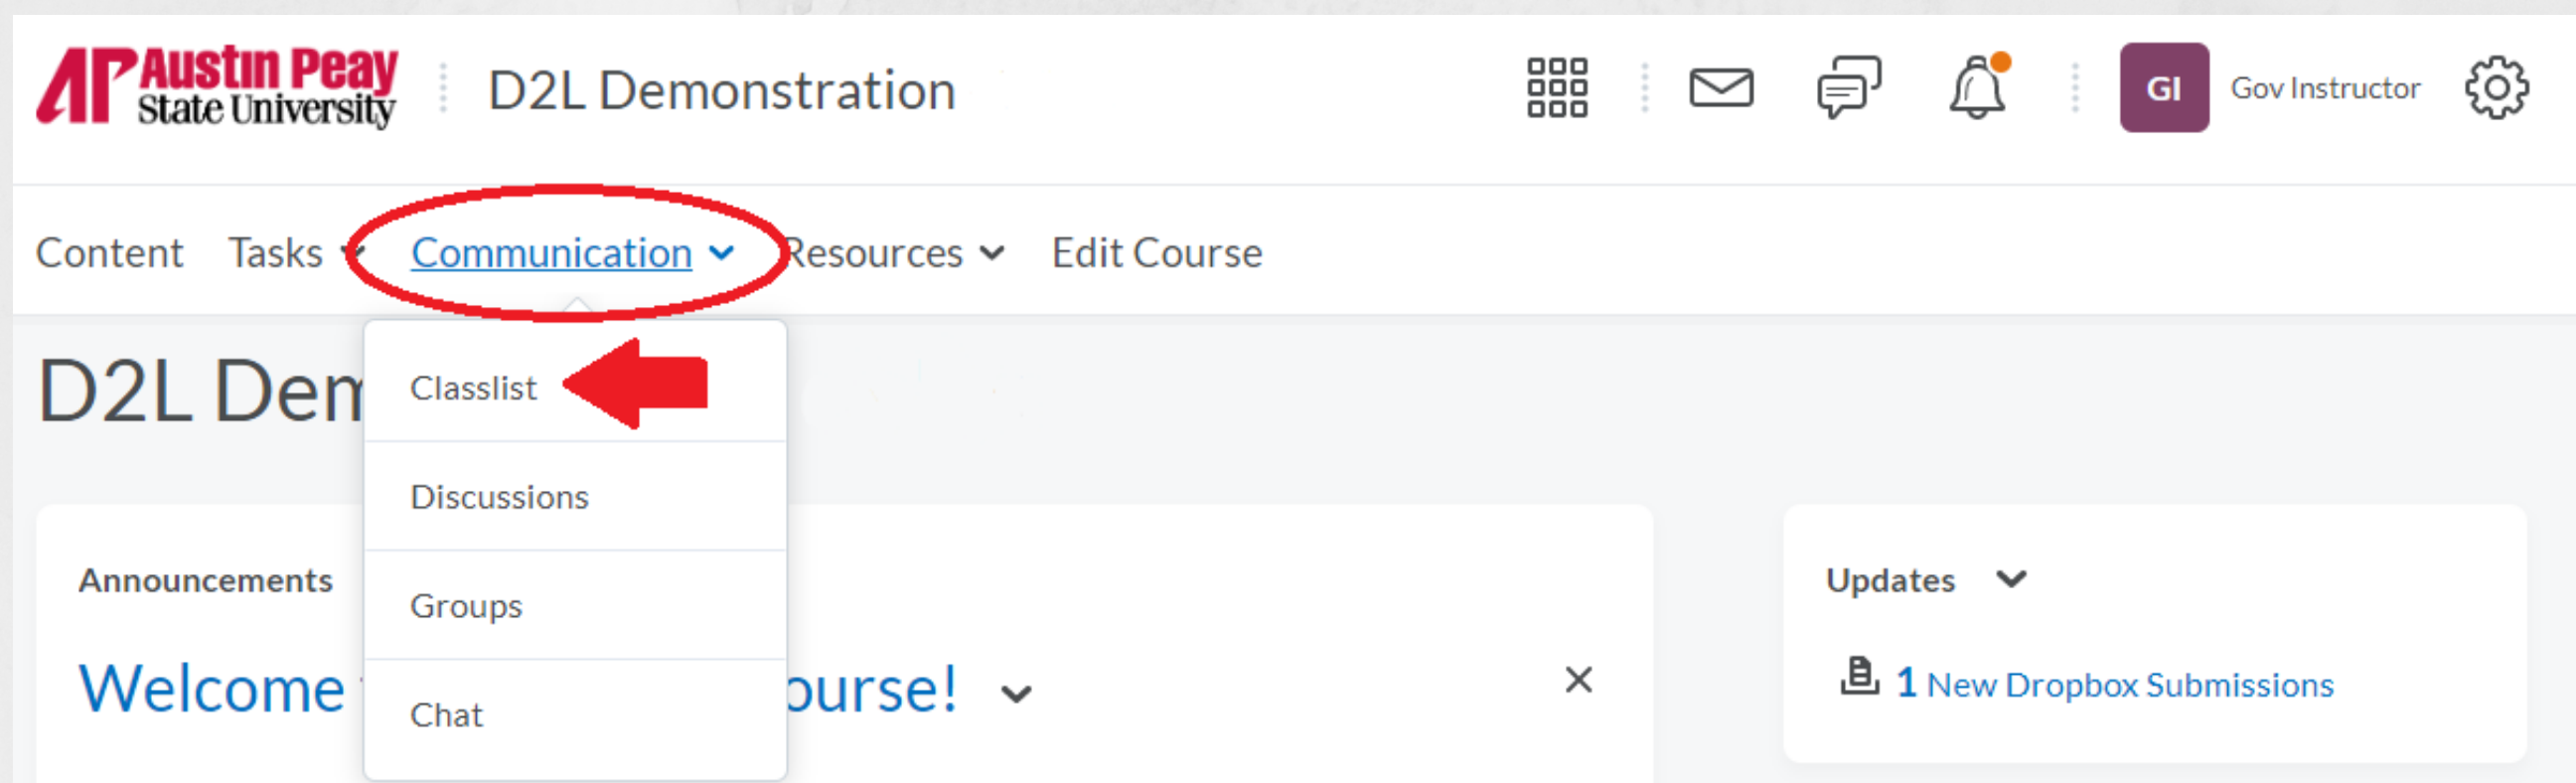 AP Austin Peay
State University
D2L Demonstration
GI
Gov Instructor
Content Tasks Communication Resources Edit Course
D2L Dem
Classlist
Discussions
Groups
Chat
Announcements
Welcome ourse!
Updates
1 New Dropbox Submissions